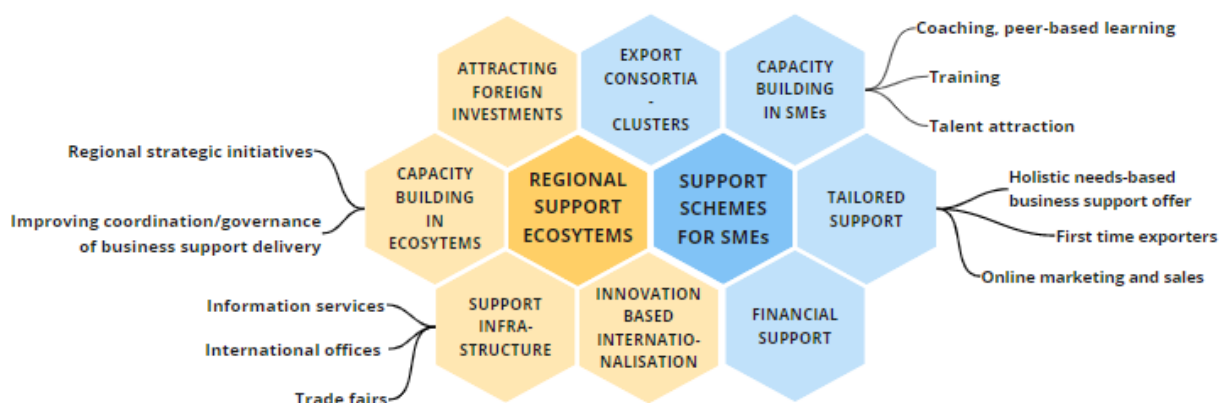 ATTRACTING
FOREIGN
INVESTMENTS
EXPORT
CONSORTIA
-
CLUSTERS
CAPACITY
BUILDING
IN SMEs
Coaching, peer-based learning
Training
Talent attraction
Regional strategic initiatives
Improving coordination/governance
of business support delivery
CAPACITY
BUILDING
IN
ECOSYTEMS
REGIONAL
SUPPORT
ECOSYTEMS
SUPPORT
SCHEMES
FOR SMEs
TAILORED
SUPPORT
Holistic needs-based
business support offer
First time exporters
Online marketing and sales
Information services
International offices
Trade fairs
SUPPORT
INFRA-
STRUCTURE
INNOVATION
BASED
INTERNATIO-
NALISATION
FINANCIAL
SUPPORT